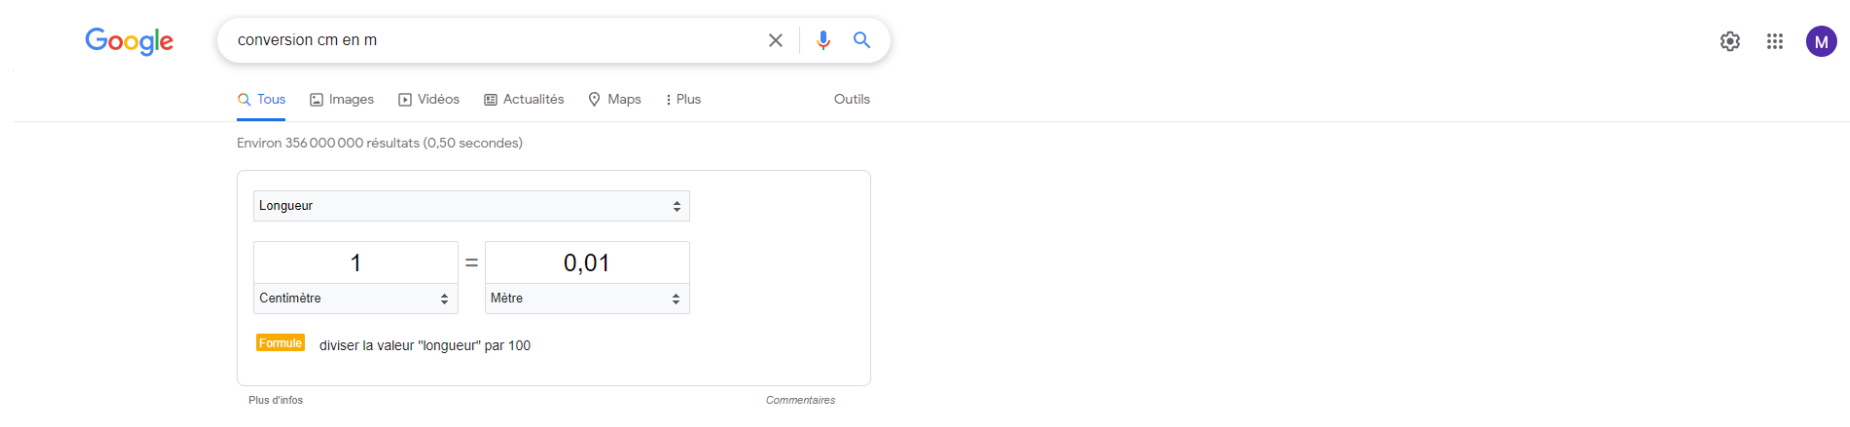 Google conversion cm en m
M
Tous Images Vidéos Actualités Maps Plus Outils
Environ 356 000 000 résultats (0,50 secondes)
Longueur
1 = 0,01
Centimètre Mètre
Formule diviser la valeur "longueur" par 100
Plus d'infos Commentaires